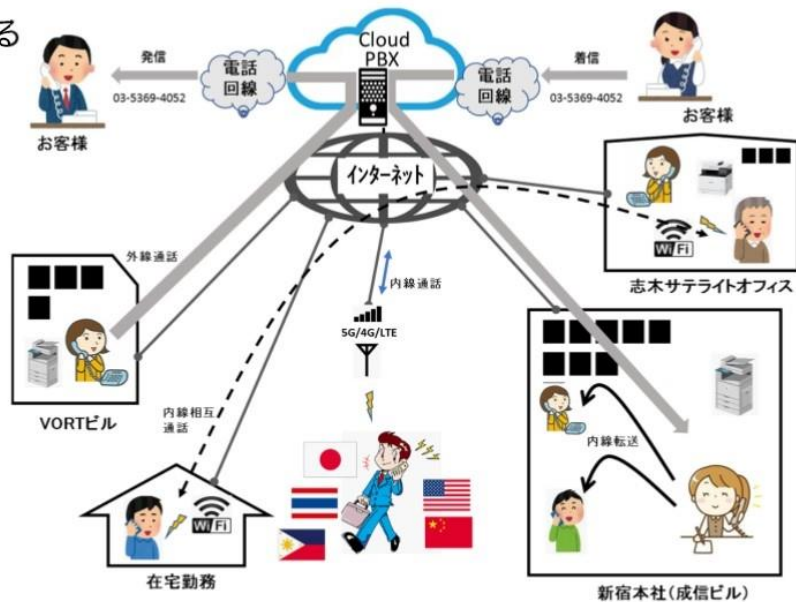 る
発信
03-5369-4052
お客様
電話
回線
Cloud
PBX
電話
回線
着信
03-5369-4052
お客様
インターネット
WiFi
志木サテライトオフィス
外線通話
VORTビル
内線通話
5G/4G/LTE
内線相互
通話
WiFi
在宅勤務
内線転送
新宿本社(成信ビル)